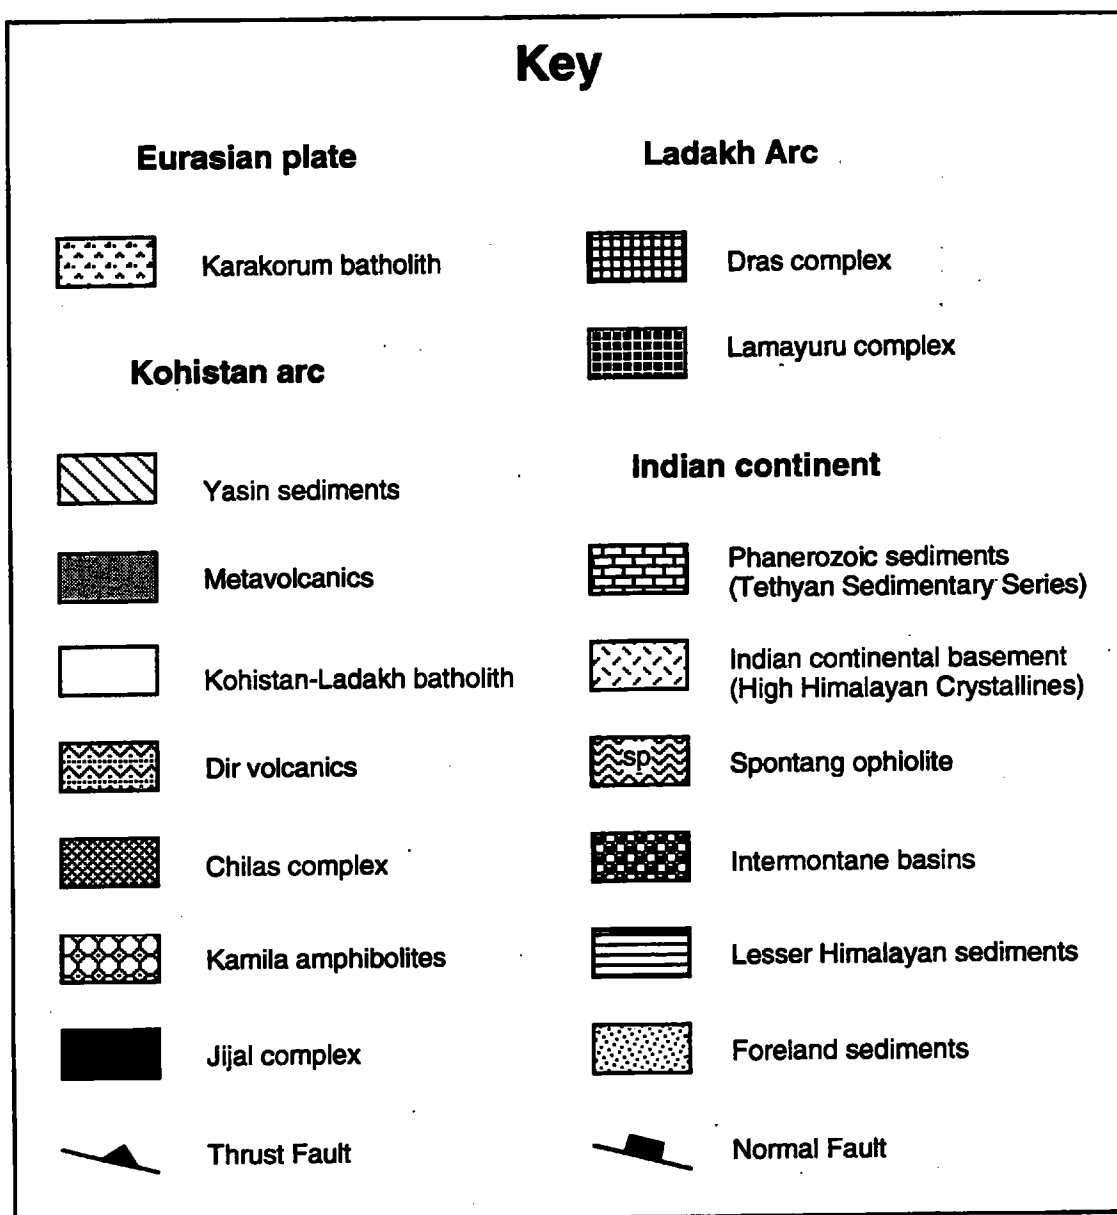 Key
Eurasian plate
Karakorum batholith
Kohistan arc
Yasin sediments
Metavolcanics
Kohistan-Ladakh batholith
Dir volcanics
Chilas complex
Kamila amphibolites
Jijal complex
Thrust Fault
Ladakh Arc
Dras complex
Lamayuru complex
Indian continent
Phanerozoic sediments
(Tethyan Sedimentary Series)
Indian continental basement
(High Himalayan Crystallines)
sp
Spontang ophiolite
Intermontane basins
Lesser Himalayan sediments
Foreland sediments
Normal Fault